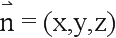 n⃗ = (x,y,z)